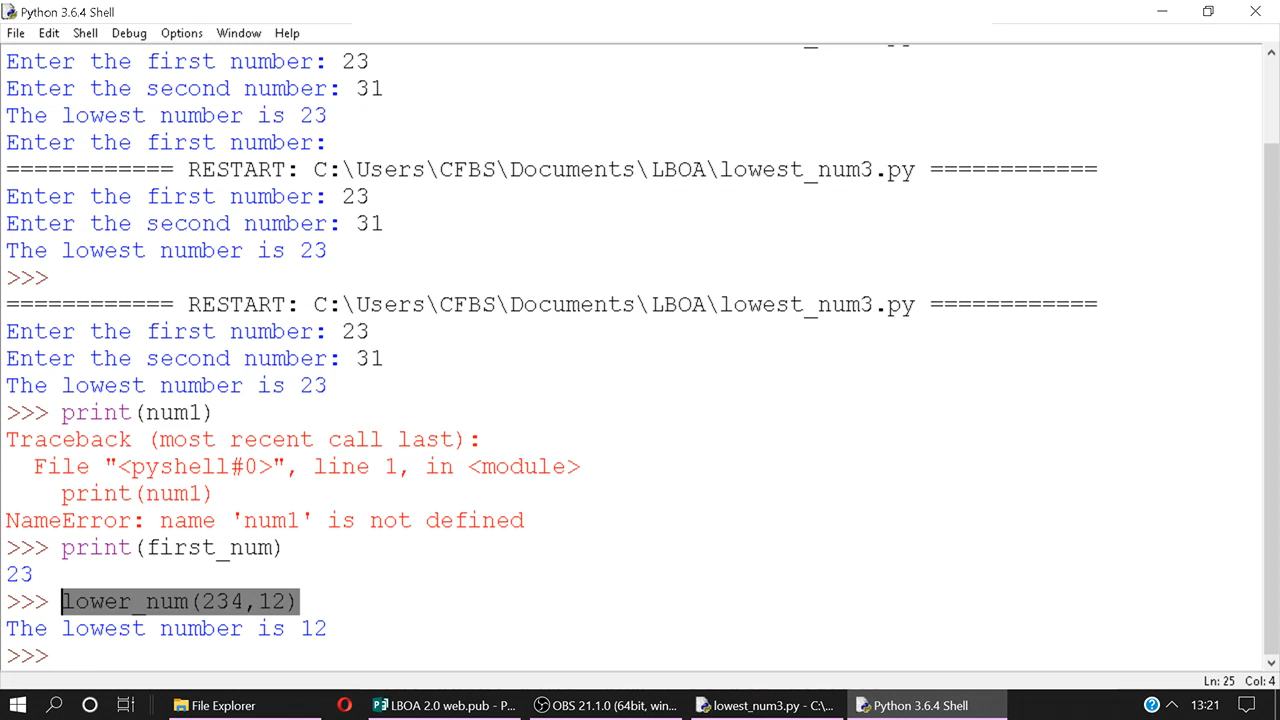 Python 3.6.4 Shell
File Edit Shell Debug Options Window Help
Enter the first number: 23
Enter the second number: 31
The lowest number is 23
Enter the first number:
============ RESTART: C:\Users\CFBS\Documents\LBOA\lowest_num3.py ============
Enter the first number: 23
Enter the second number: 31
The lowest number is 23
>>>
============ RESTART: C:\Users\CFBS\Documents\LBOA\lowest_num3.py ============
Enter the first number: 23
Enter the second number: 31
The lowest number is 23
>>> print(num1)
Traceback (most recent call last):
  File "<pyshell#0>", line 1, in <module>
    print(num1)
NameError: name 'num1' is not defined
>>> print(first_num)
23
>>> lower_num(234,12)
The lowest number is 12
>>>
Ln: 25 Col: 4
File Explorer LBOA 2.0 web.pub - P... OBS 21.1.0 (64bit, win... lowest_num3.py - C:\... Python 3.6.4 Shell 13:21